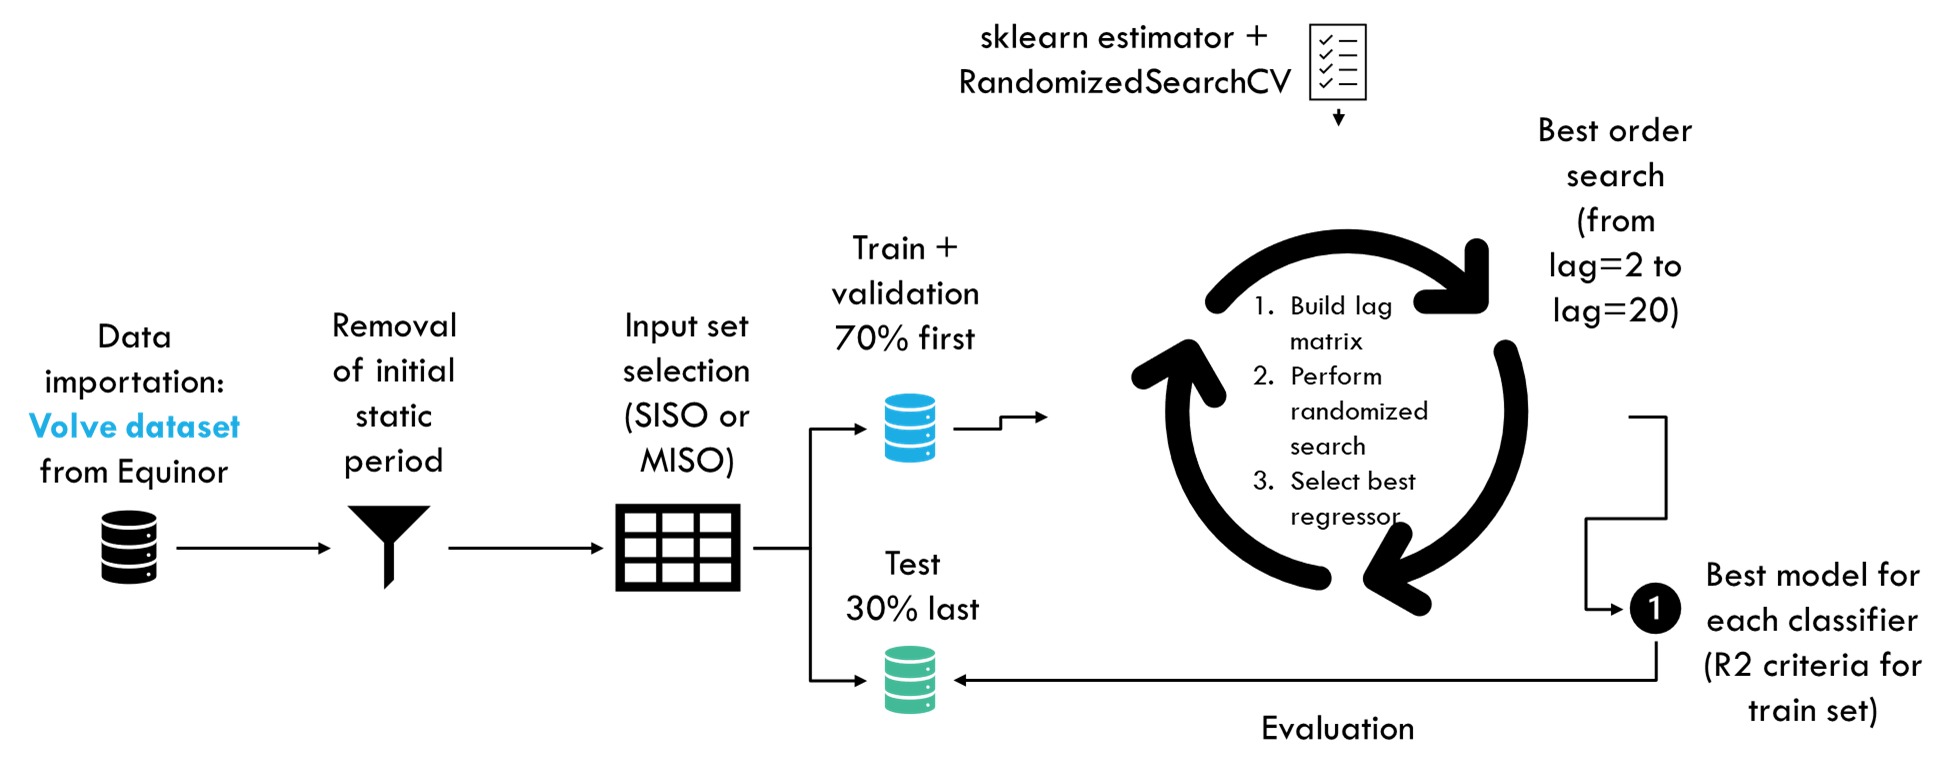 sklearn estimator +
RandomizedSearchCV
Best order
search
(from
lag=2 to
lag=20)
Data
importation:
Volve dataset
from Equinor
Removal
of initial
static
period
Input set
selection
(SISO or
MISO)
Train +
validation
70% first
Test
30% last
1. Build lag
matrix
2. Perform
randomized
search
3. Select best
regressor
1
Best model for
each classifier
(R2 criteria for
train set)
Evaluation